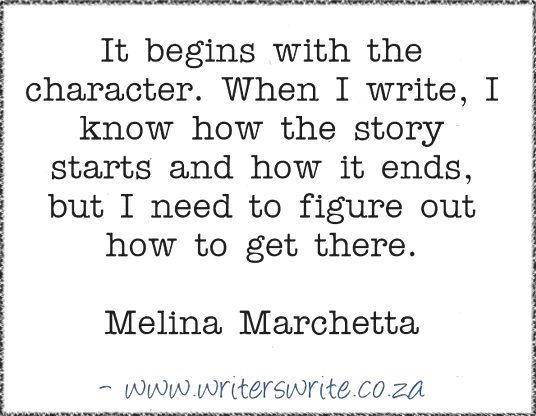 It begins with the
character. When I write, I
know how the story
starts and how it ends,
but I need to figure out
how to get there.
Melina Marchetta
- www.writerswrite.co.za